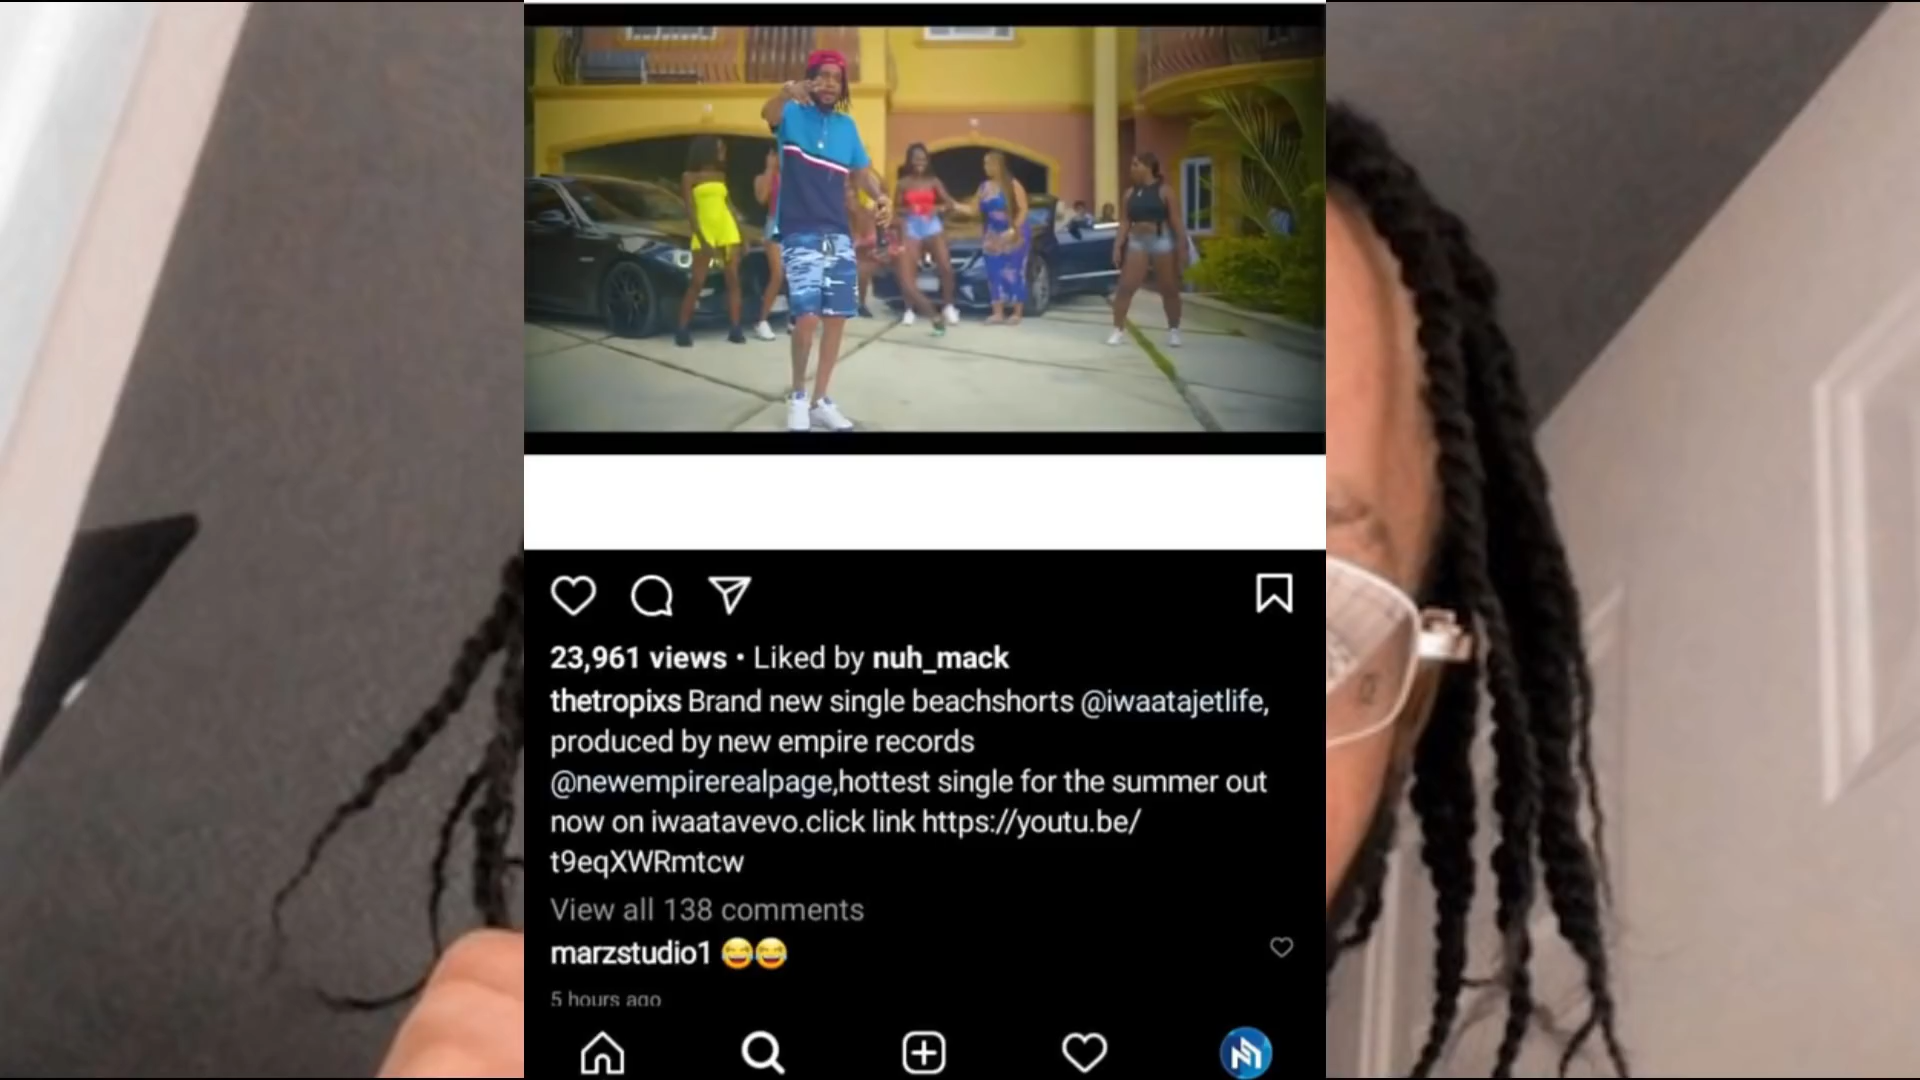 23,961 views • Liked by nuh_mack
thetropixs Brand new single beachshorts @iwaatajetlife,
produced by new empire records
@newempirerealpage,hottest single for the summer out
now on iwaatavevo.click link https://youtu.be/
t9eqXWRmtcw
View all 138 comments
marzstudio1 😂😂
5 hours ago